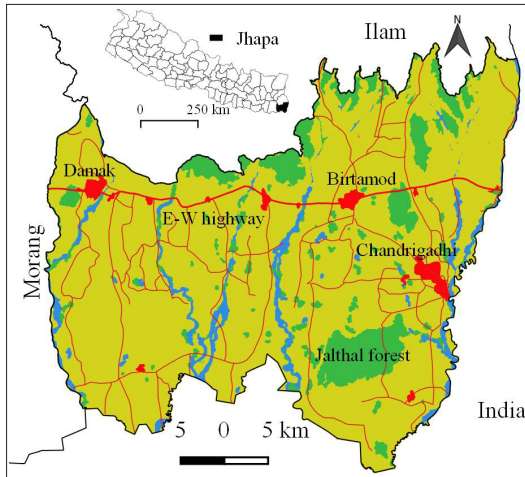 Jhapa
Ilam
N
0 250 km
Damak
Birtamod
E-W highway
Chandrigadhi
Morang
Jalthal forest
India
5 0 5 km